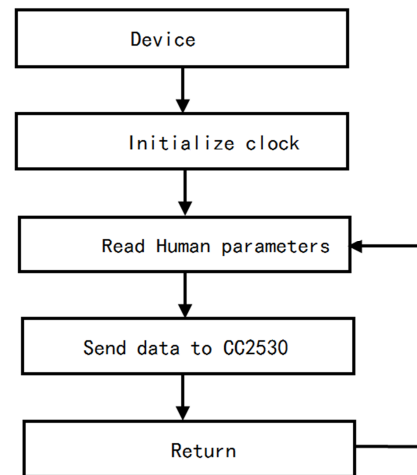 Device
Initialize clock
Read Human parameters
Send data to CC2530
Return